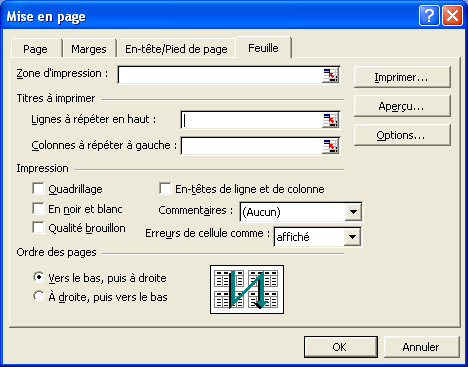 Mise en page
Page Marges En-tête/Pied de page Feuille
Zone d'impression :
Imprimer...
Titres à imprimer
Aperçu...
Lignes à répéter en haut :
Options...
Colonnes à répéter à gauche :
Impression
Quadrillage
En-têtes de ligne et de colonne
En noir et blanc
Commentaires : (Aucun)
Qualité brouillon
Erreurs de cellule comme : affiché
Ordre des pages
Vers le bas, puis à droite
À droite, puis vers le bas
OK Annuler